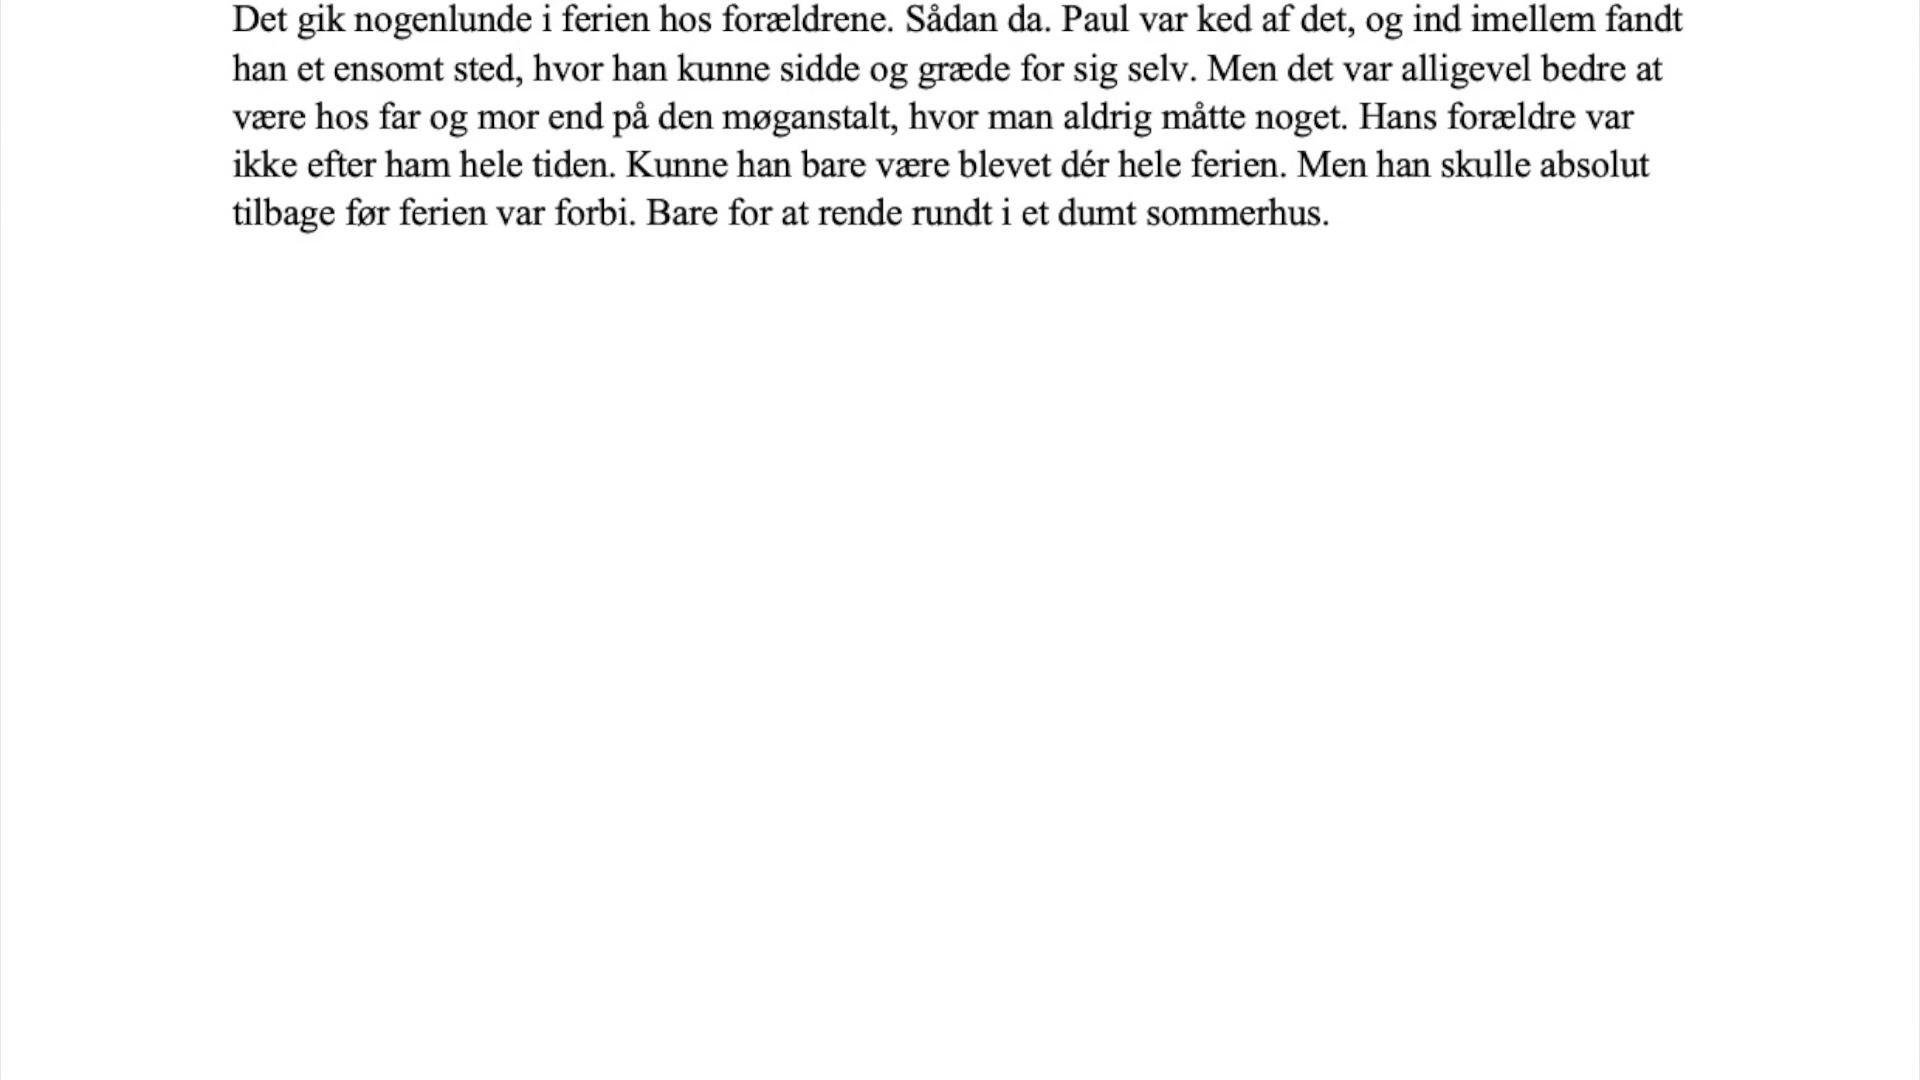 Det gik nogenlunde i ferien hos forældrene. Sådan da. Paul var ked af det, og ind imellem fandt
han et ensomt sted, hvor han kunne sidde og græde for sig selv. Men det var alligevel bedre at
være hos far og mor end på den møganstalt, hvor man aldrig måtte noget. Hans forældre var
ikke efter ham hele tiden. Kunne han bare være blevet dér hele ferien. Men han skulle absolut
tilbage før ferien var forbi. Bare for at rende rundt i et dumt sommerhus.